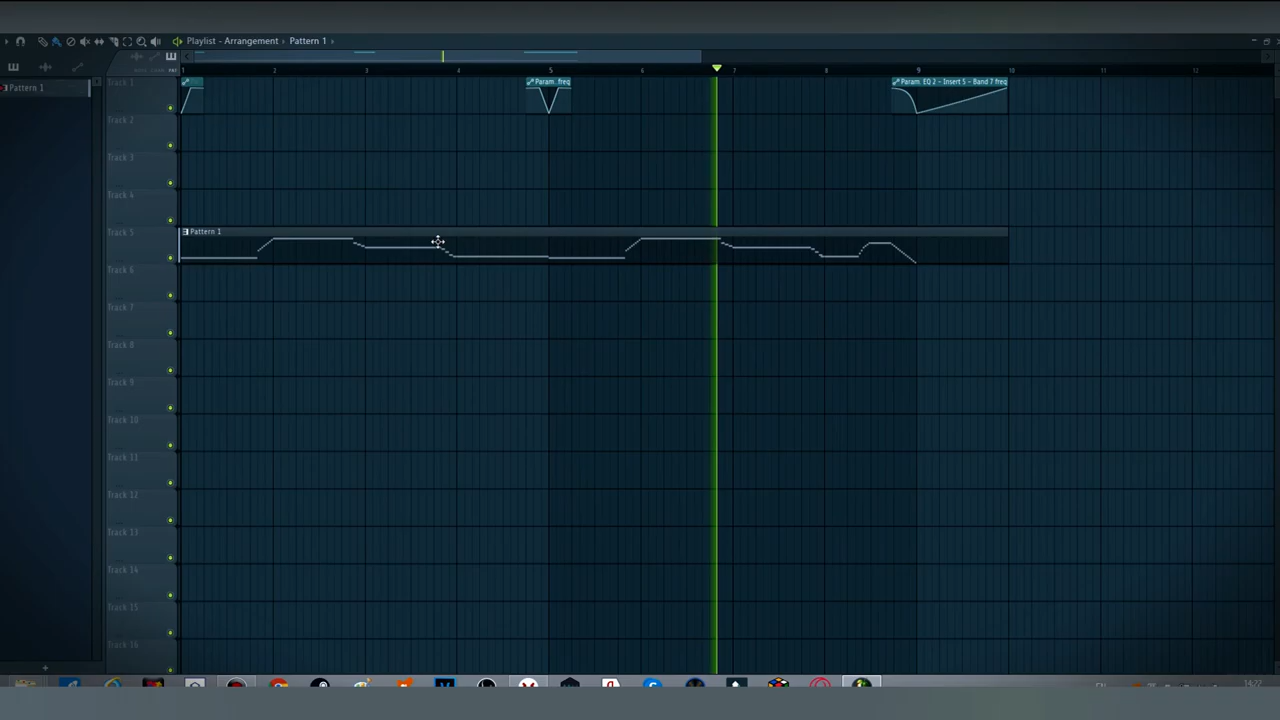 Playlist - Arrangement › Pattern 1 ›
1 2 3 4 5 6 7 8 9 10 11 12
Pattern 1
Track 1
Param. freq
Param. EQ 2 - Insert 5 - Band 7 freq
Track 2
Track 3
Track 4
Track 5
Pattern 1
Track 6
Track 7
Track 8
Track 9
Track 10
Track 11
Track 12
Track 13
Track 14
Track 15
Track 16
14:22